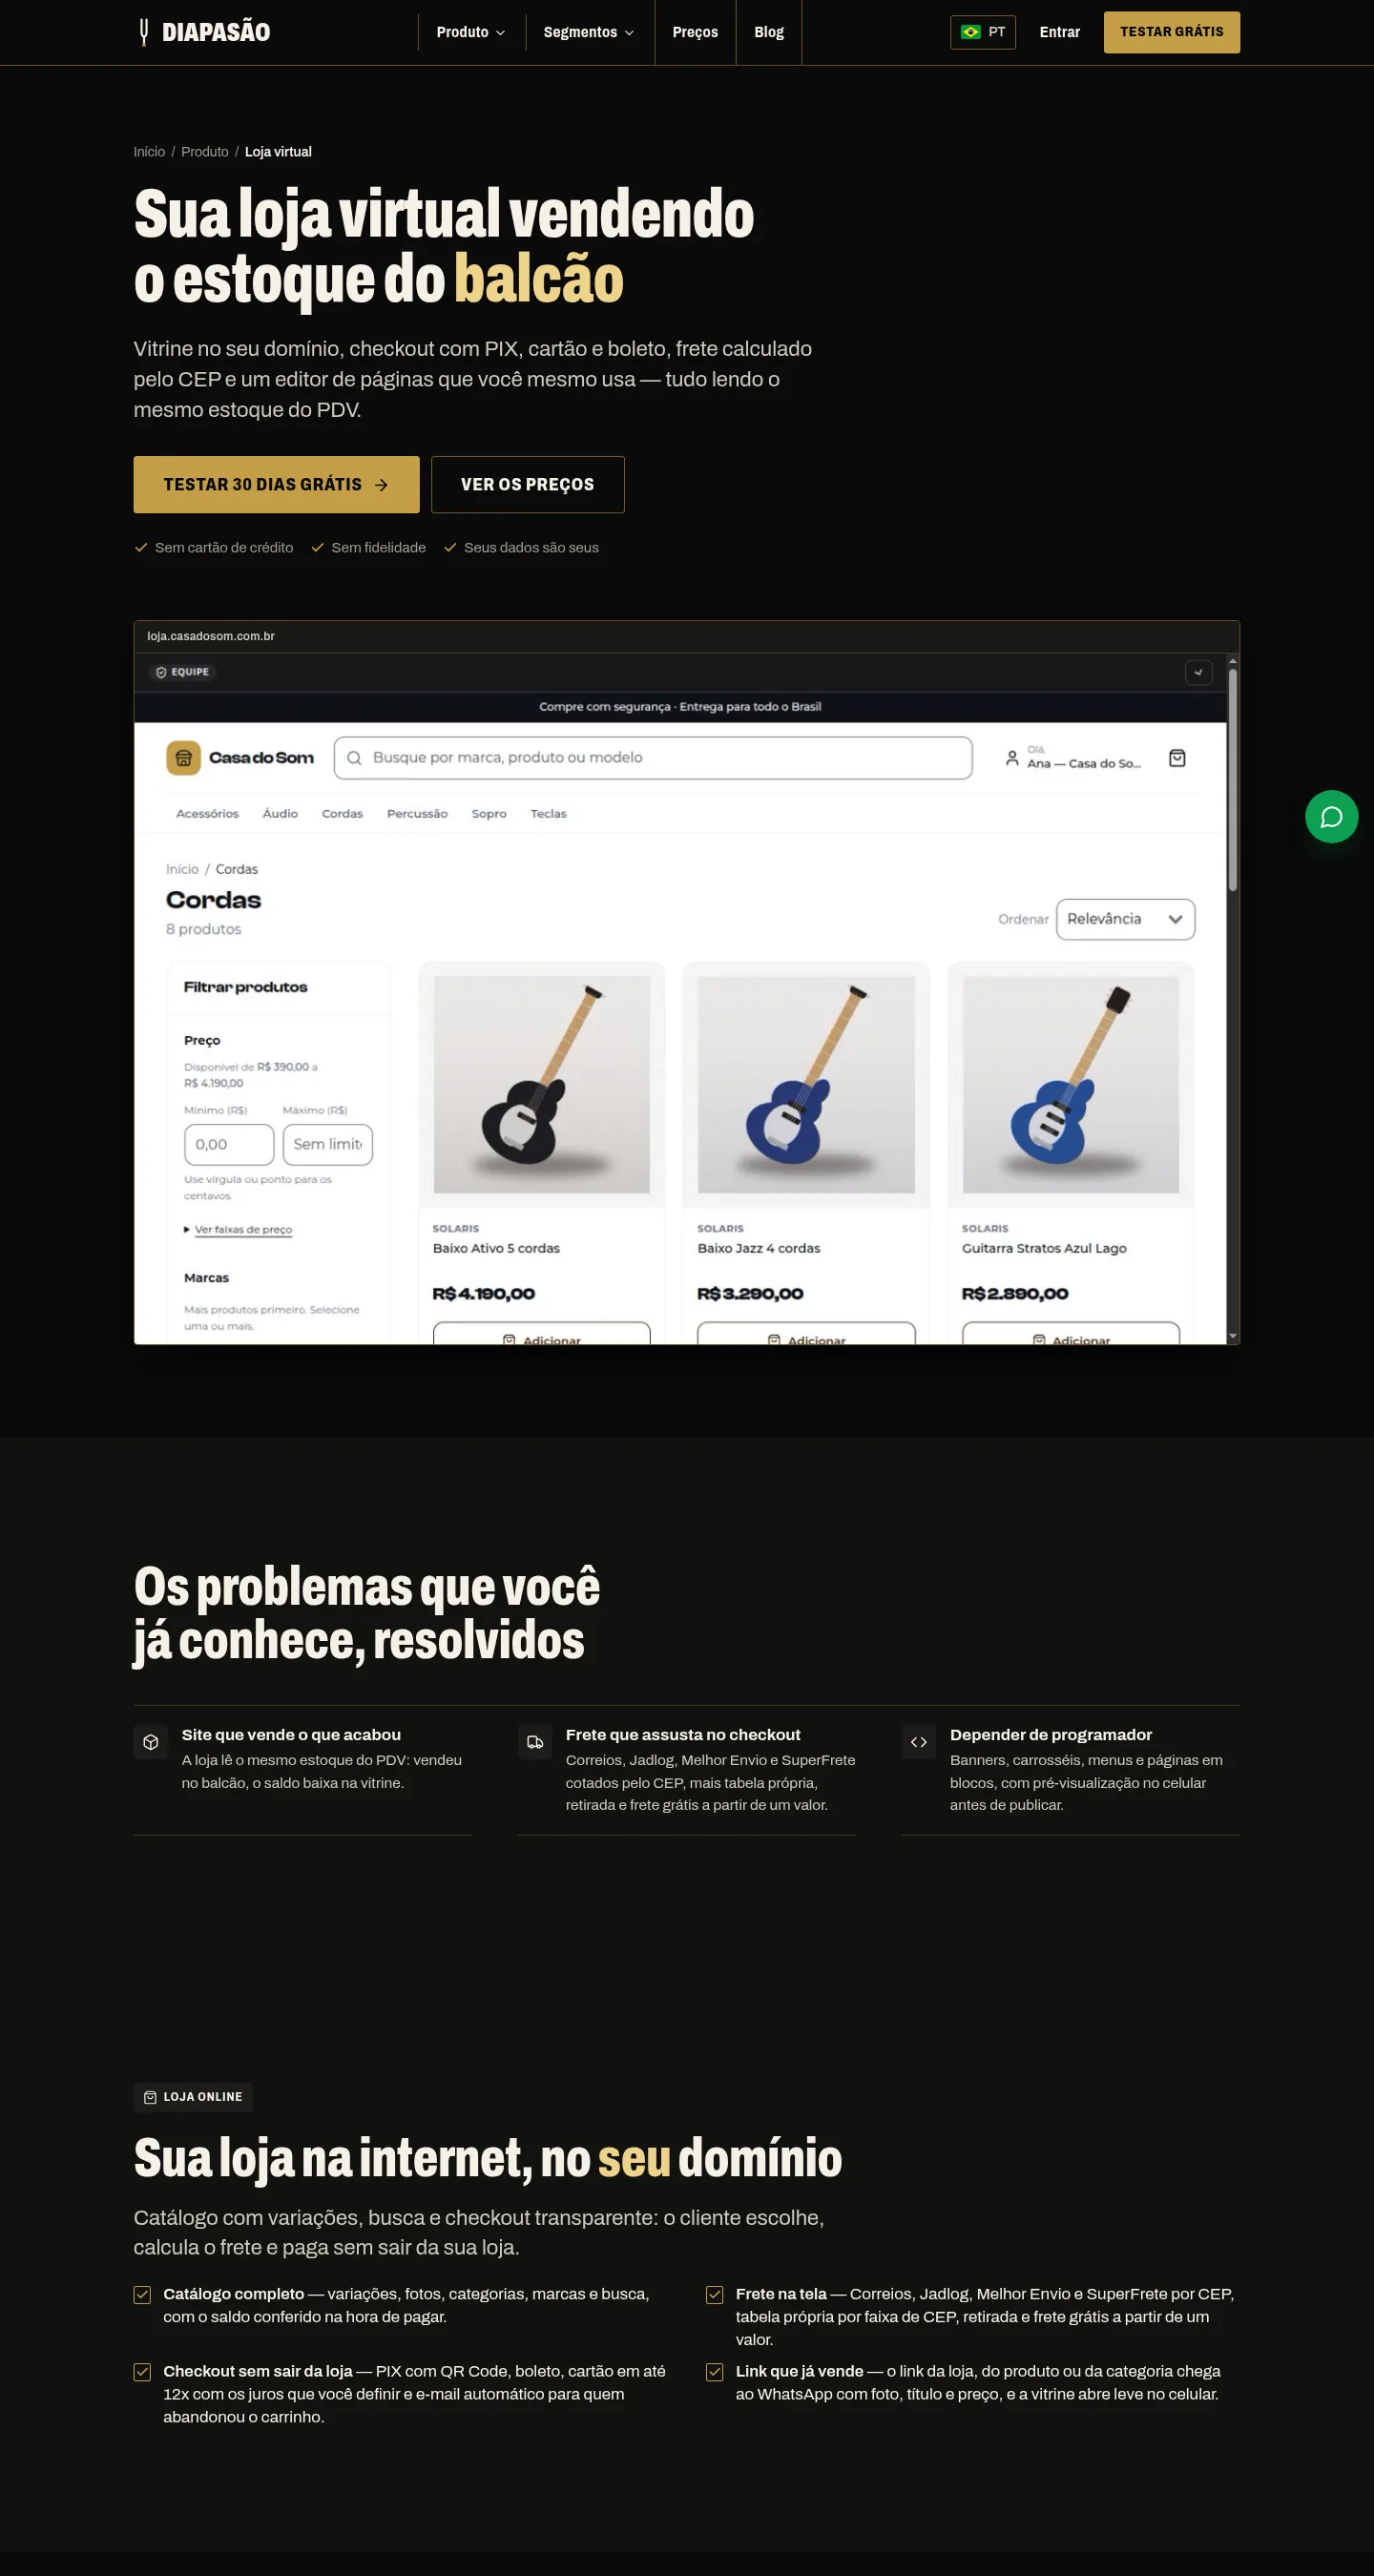 DIAPASÃO
Produto
Segmentos
Preços
Blog
PT
Entrar
TESTAR GRÁTIS
Início / Produto / Loja virtual
Sua loja virtual vendendo
o estoque do balcão
Vitrine no seu domínio, checkout com PIX, cartão e boleto, frete calculado
pelo CEP e um editor de páginas que você mesmo usa — tudo lendo o
mesmo estoque do PDV.
TESTAR 30 DIAS GRÁTIS
VER OS PREÇOS
Sem cartão de crédito
Sem fidelidade
Seus dados são seus
loja.casadosom.com.br
EQUIPE
Compre com segurança · Entrega para todo o Brasil
Casa do Som
Busque por marca, produto ou modelo
Olá,
Ana — Casa do So...
Acessórios
Áudio
Cordas
Percussão
Sopro
Teclas
Início / Cordas
Cordas
8 produtos
Ordenar
Relevância
Filtrar produtos
Preço
Disponível de R$ 390,00 a
R$ 4.190,00
Mínimo (R$)
Máximo (R$)
0,00
Sem limit
Use vírgula ou ponto para os
centavos.
Ver faixas de preço
Marcas
Mais produtos primeiro. Selecione
uma ou mais.
SOLARIS
Baixo Ativo 5 cordas
R$ 4.190,00
Adicionar
SOLARIS
Baixo Jazz 4 cordas
R$ 3.290,00
Adicionar
SOLARIS
Guitarra Stratos Azul Lago
R$ 2.890,00
Adicionar
Os problemas que você
já conhece, resolvidos
Site que vende o que acabou
A loja lê o mesmo estoque do PDV: vendeu
no balcão, o saldo baixa na vitrine.
Frete que assusta no checkout
Correios, Jadlog, Melhor Envio e SuperFrete
cotados pelo CEP, mais tabela própria,
retirada e frete grátis a partir de um valor.
Depender de programador
Banners, carrosséis, menus e páginas em
blocos, com pré-visualização no celular
antes de publicar.
LOJA ONLINE
Sua loja na internet, no seu domínio
Catálogo com variações, busca e checkout transparente: o cliente escolhe,
calcula o frete e paga sem sair da sua loja.
Catálogo completo — variações, fotos, categorias, marcas e busca,
com o saldo conferido na hora de pagar.
Frete na tela — Correios, Jadlog, Melhor Envio e SuperFrete por CEP,
tabela própria por faixa de CEP, retirada e frete grátis a partir de um
valor.
Checkout sem sair da loja — PIX com QR Code, boleto, cartão em até
12x com os juros que você definir e e-mail automático para quem
abandonou o carrinho.
Link que já vende — o link da loja, do produto ou da categoria chega
ao WhatsApp com foto, título e preço, e a vitrine abre leve no celular.